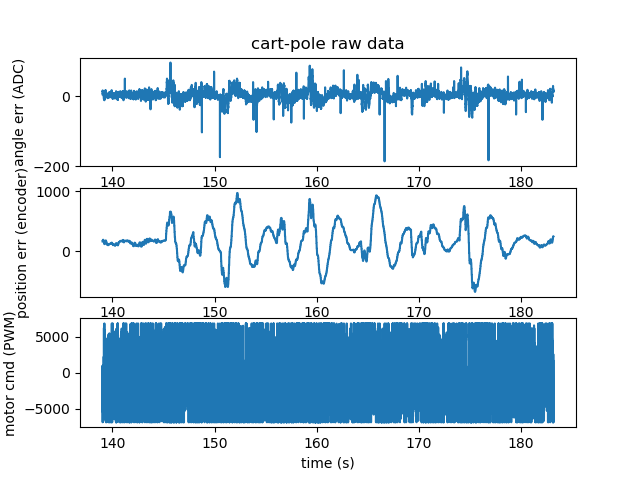 cart-pole raw data
angle err (ADC)
0
−200
140 150 160 170 180
position err (encoder)
1000
0
140 150 160 170 180
motor cmd (PWM)
5000
0
−5000
140 150 160 170 180
time (s)